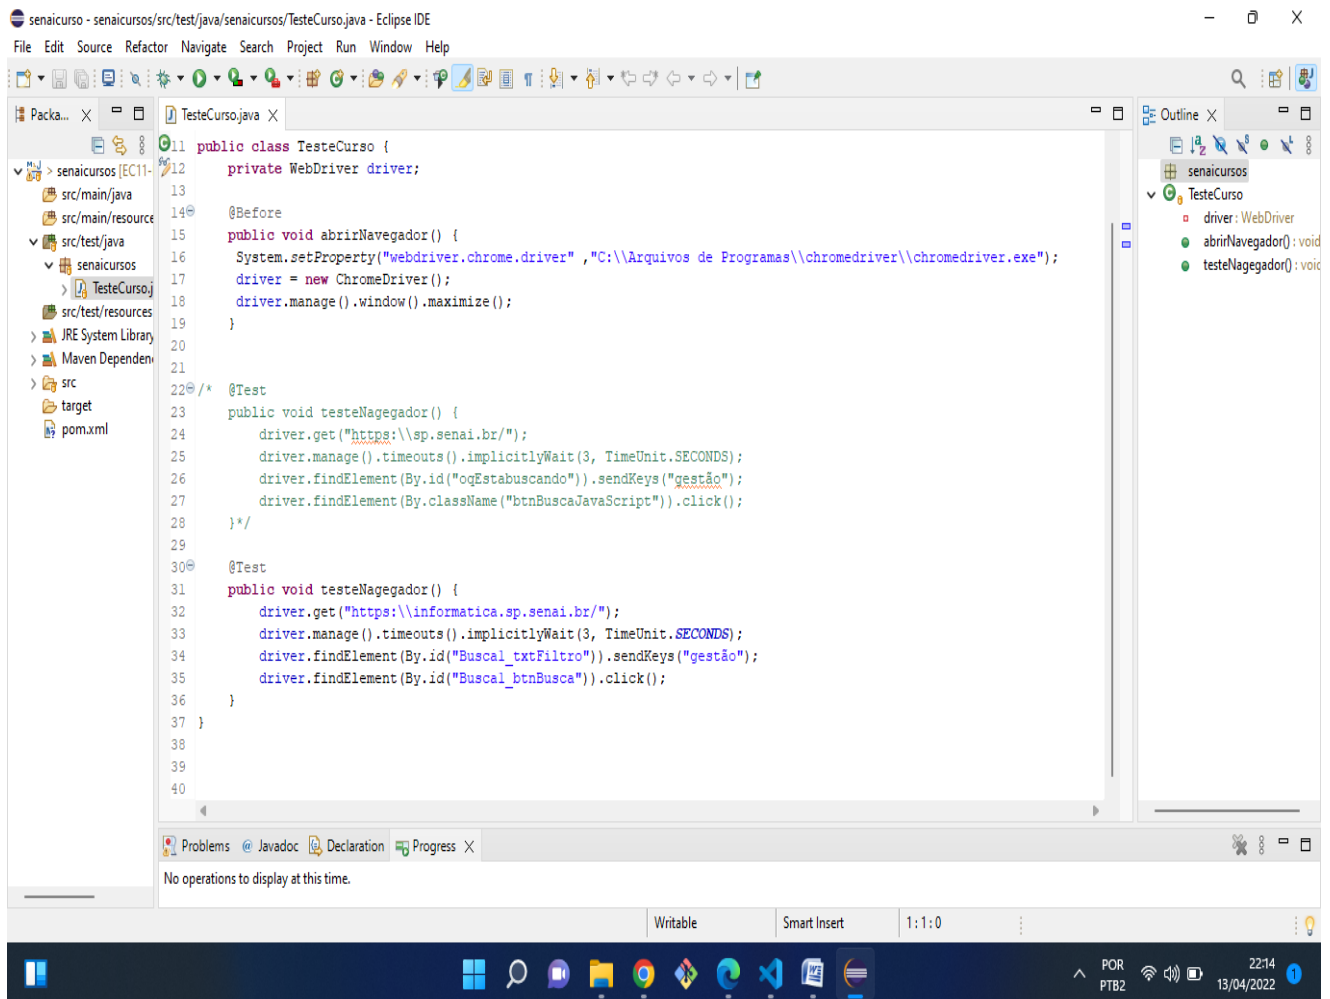 senaicurso - senaicursos/src/test/java/senaicursos/TesteCurso.java - Eclipse IDE
File Edit Source Refactor Navigate Search Project Run Window Help
Packa...
senaicursos [EC11-
src/main/java
src/main/resource
src/test/java
senaicursos
TesteCurso.j
src/test/resources
JRE System Library
Maven Dependen
src
target
pom.xml
TesteCurso.java
11 public class TesteCurso {
12 private WebDriver driver;
13
14 @Before
15 public void abrirNavegador() {
16 System.setProperty("webdriver.chrome.driver" ,"C:\\Arquivos de Programas\\chromedriver\\chromedriver.exe");
17 driver = new ChromeDriver();
18 driver.manage().window().maximize();
19 }
20
21
22 /* @Test
23 public void testeNagegador() {
24 driver.get("https:\\sp.senai.br/");
25 driver.manage().timeouts().implicitlyWait(3, TimeUnit.SECONDS);
26 driver.findElement(By.id("oqEstabuscando")).sendKeys("gestão");
27 driver.findElement(By.className("btnBuscaJavaScript")).click();
28 }*/
29
30 @Test
31 public void testeNagegador() {
32 driver.get("https:\\informatica.sp.senai.br/");
33 driver.manage().timeouts().implicitlyWait(3, TimeUnit.SECONDS);
34 driver.findElement(By.id("Busca1_txtFiltro")).sendKeys("gestão");
35 driver.findElement(By.id("Busca1_btnBusca")).click();
36 }
37 }
38
39
40
Outline
senaicursos
TesteCurso
driver : WebDriver
abrirNavegador() : void
testeNagegador() : void
Problems @ Javadoc Declaration Progress
No operations to display at this time.
Writable Smart Insert 1 : 1 : 0
POR
PTB2
22:14
13/04/2022
1